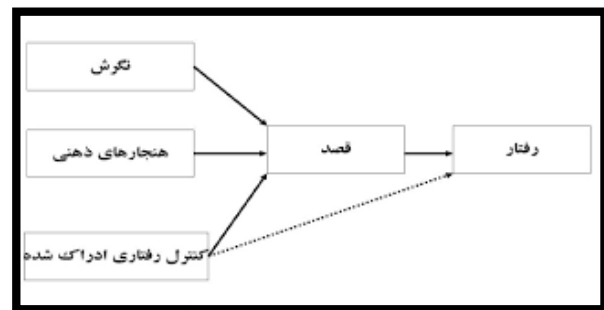 نگرش
هنجارهای ذهنی
قصد
رفتار
کنترل رفتاری ادراک شده